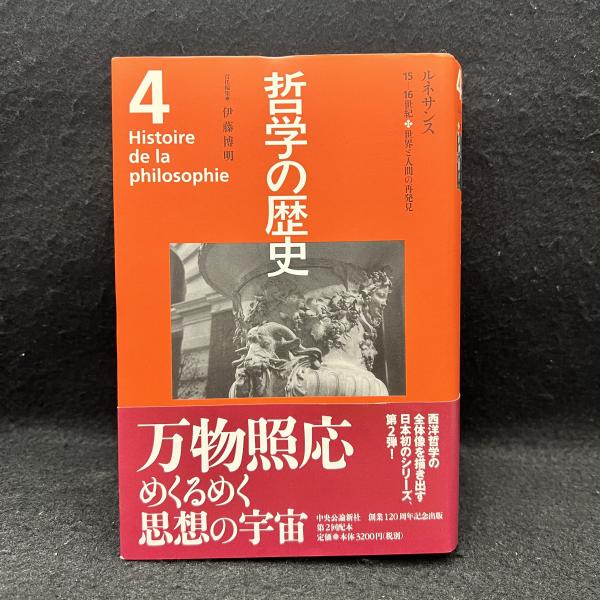 4
Histoire
de la
philosophie
責任編集●伊藤博明
哲学の歴史
ルネサンス
15―16世紀✤世界と人間の再発見
4
万物照応
めくるめく
思想の宇宙
西洋哲学の
全体像を描き出す
日本初のシリーズ、
第2弾!
中央公論新社 創業120周年記念出版
第2回配本
定価●本体3200円(税別)